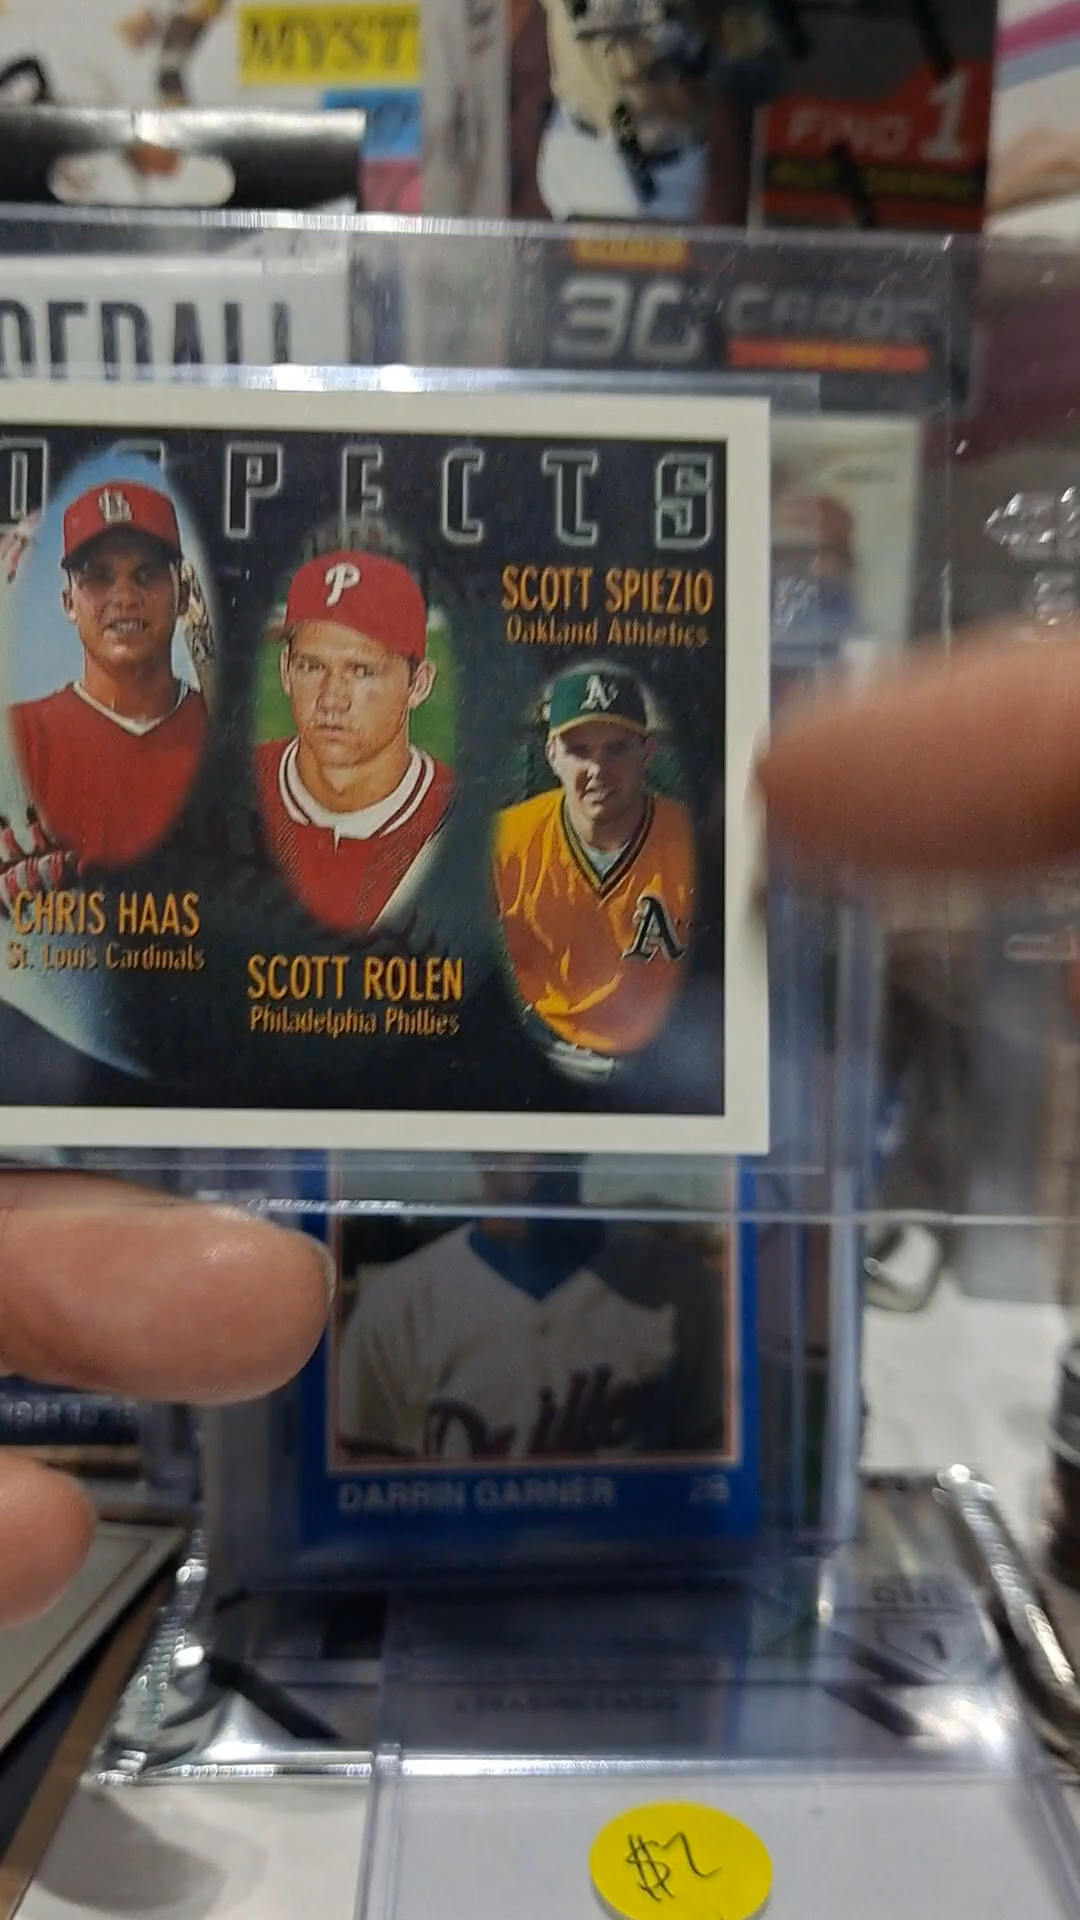 MYST
FIND 1
30 CARDS
PECTS
SCOTT SPIEZIO
Oakland Athletics
CHRIS HAAS
St. Louis Cardinals
SCOTT ROLEN
Philadelphia Phillies
DARRIN GARNER 2B
$2